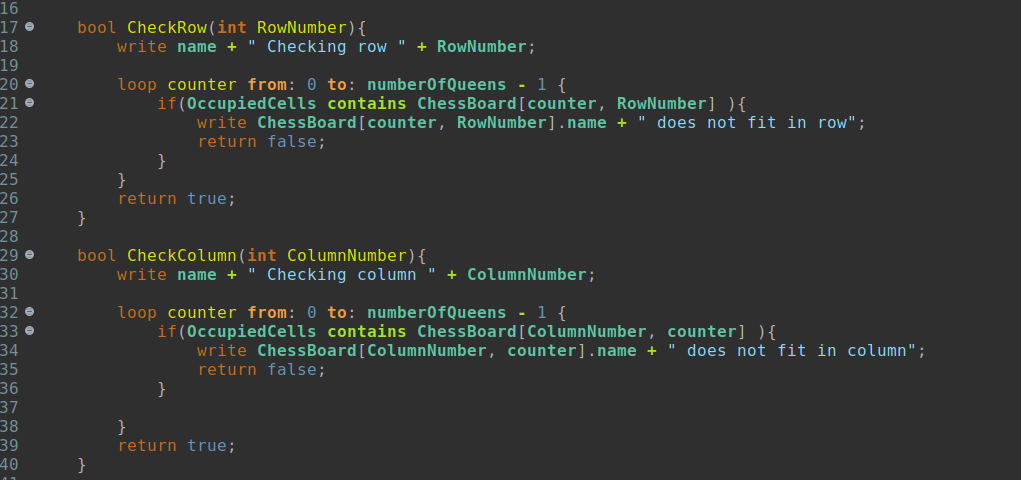 16
17 bool CheckRow(int RowNumber){
18 write name + " Checking row " + RowNumber;
19
20 loop counter from: 0 to: numberOfQueens - 1 {
21 if(OccupiedCells contains ChessBoard[counter, RowNumber] ){
22 write ChessBoard[counter, RowNumber].name + " does not fit in row";
23 return false;
24 }
25 }
26 return true;
27 }
28
29 bool CheckColumn(int ColumnNumber){
30 write name + " Checking column " + ColumnNumber;
31
32 loop counter from: 0 to: numberOfQueens - 1 {
33 if(OccupiedCells contains ChessBoard[ColumnNumber, counter] ){
34 write ChessBoard[ColumnNumber, counter].name + " does not fit in column";
35 return false;
36 }
37
38 }
39 return true;
40 }